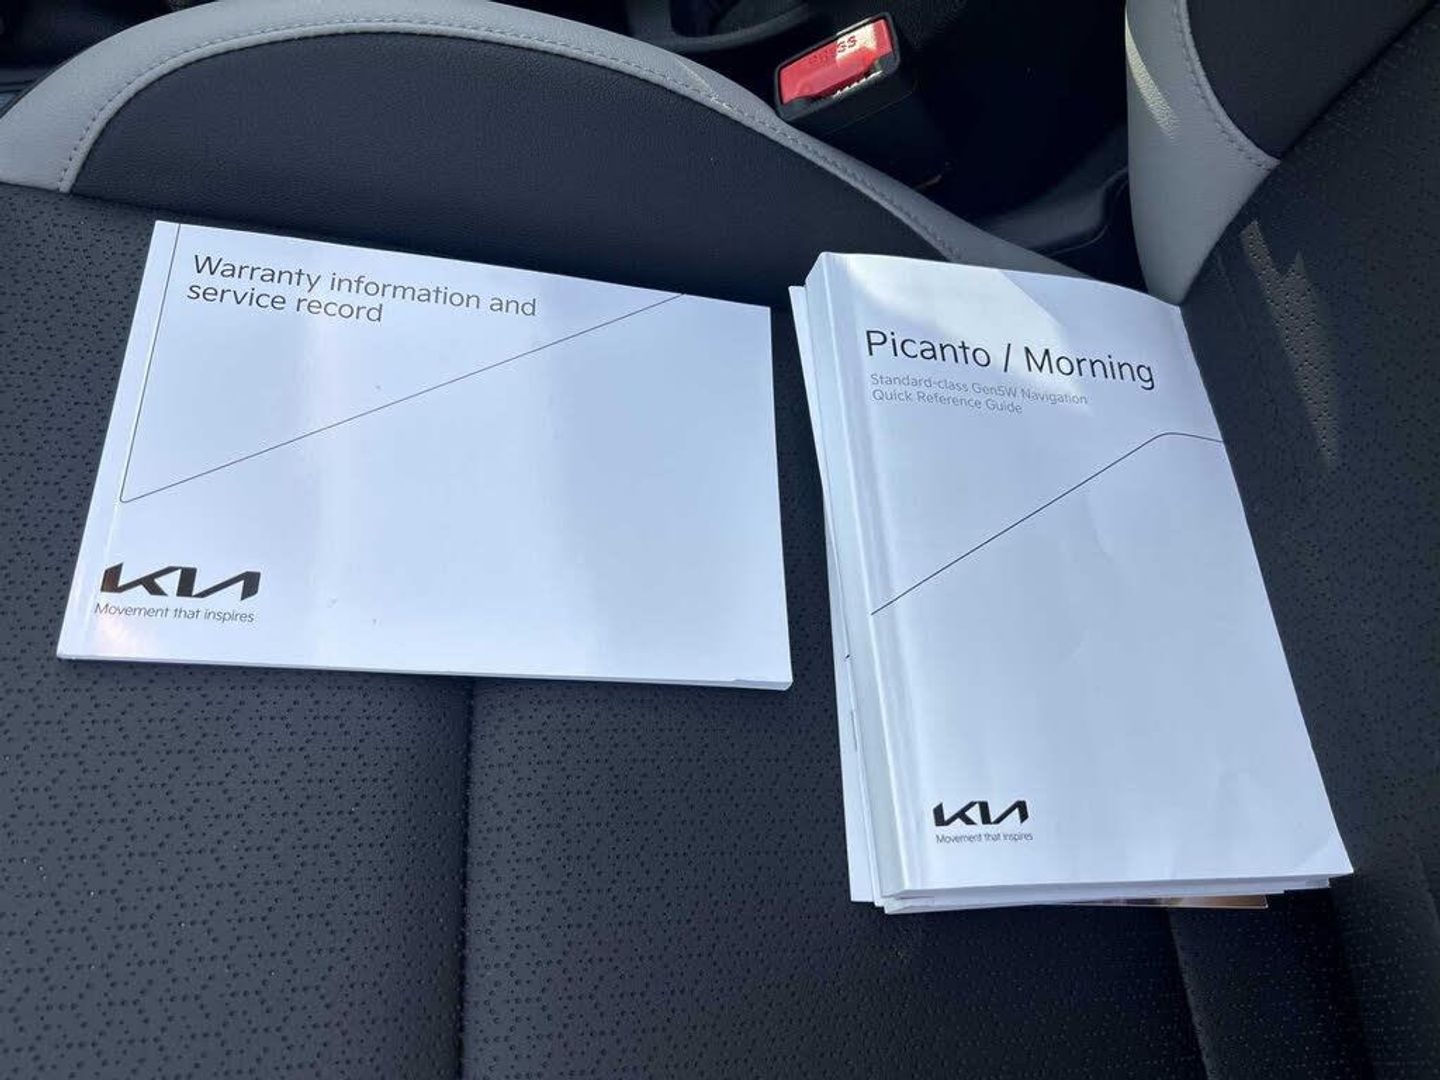 PRESS
Warranty information and
service record
KIA
Movement that inspires
Picanto / Morning
Standard-class Gen5W Navigation
Quick Reference Guide
KIA
Movement that inspires